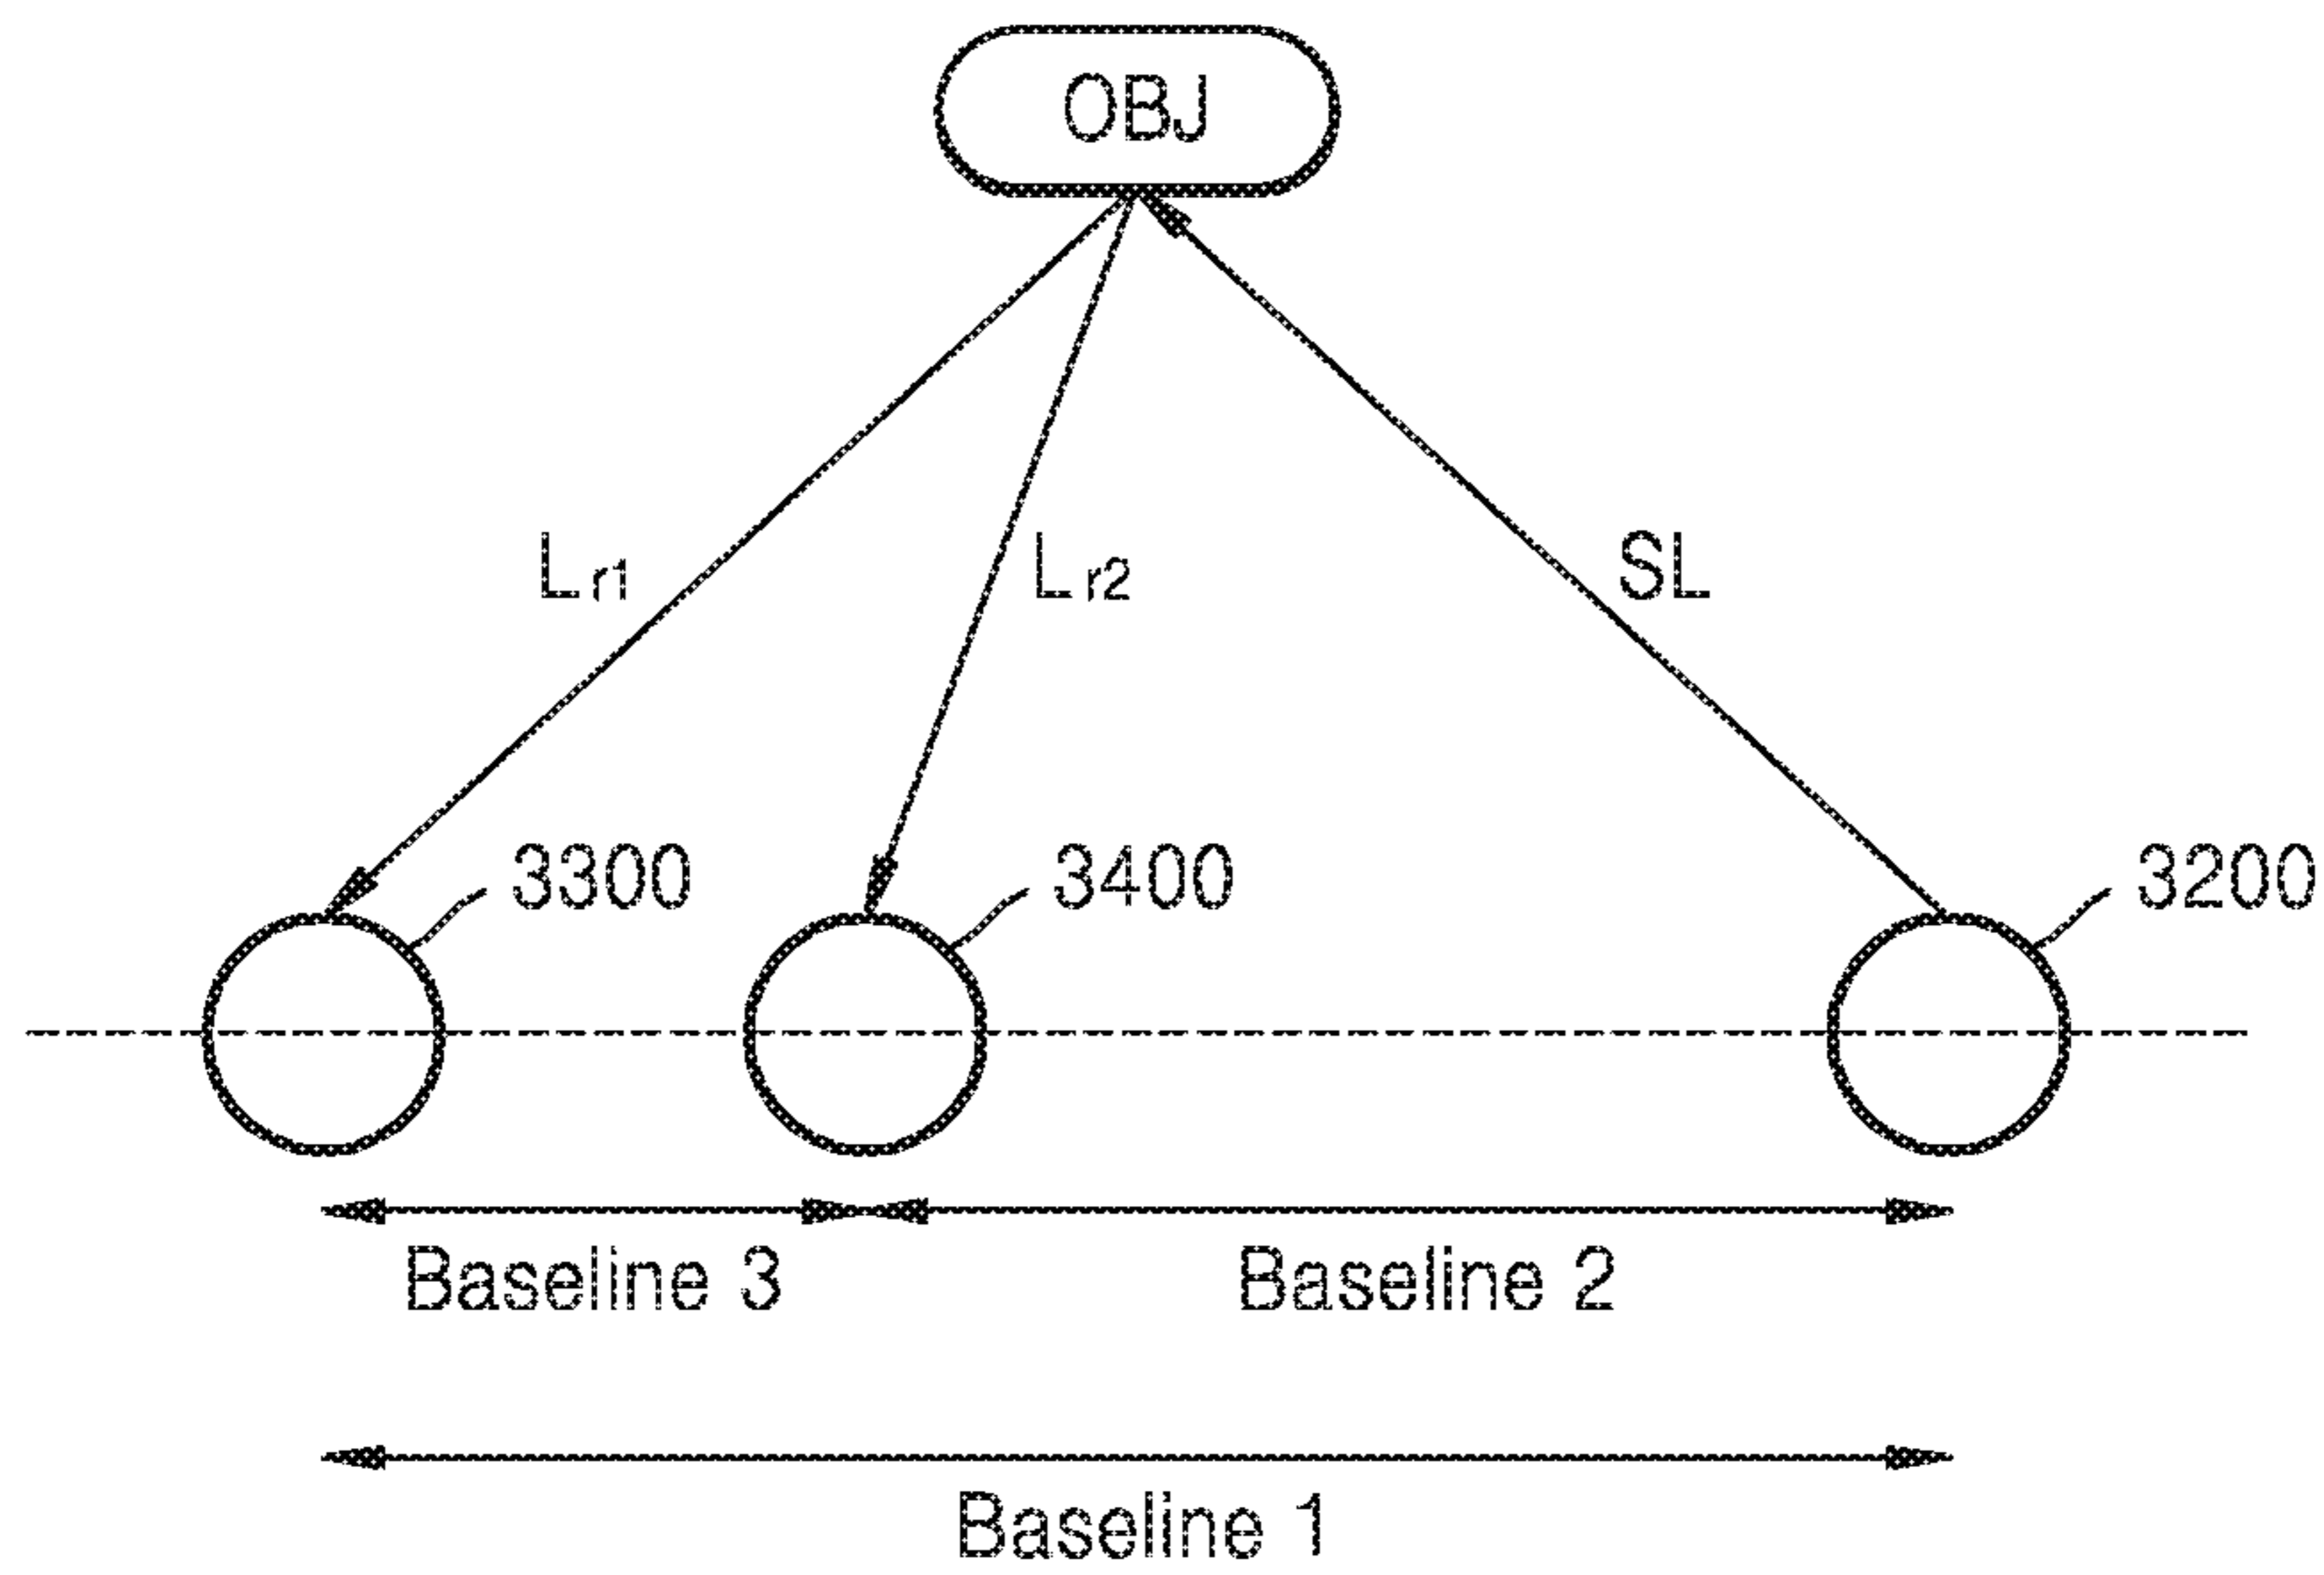 OBJ
Lr1
Lr2
SL
3300
3400
3200
Baseline 3
Baseline 2
Baseline 1